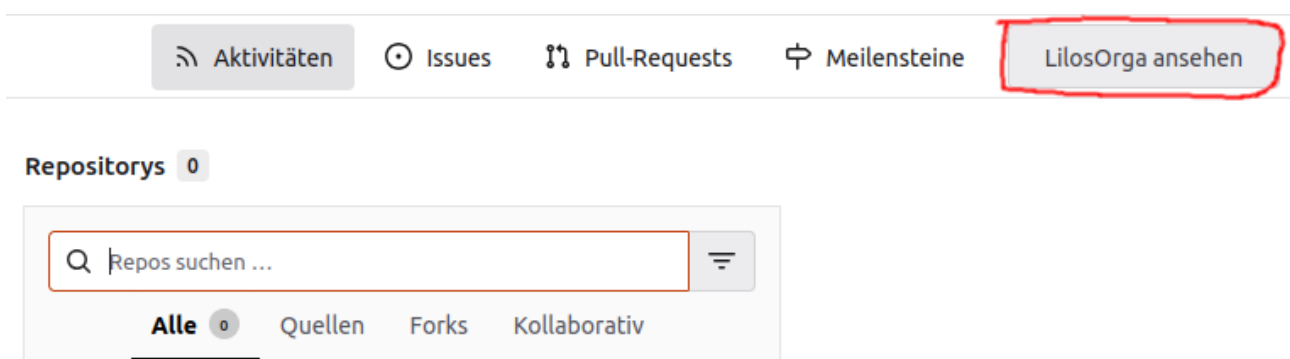 Aktivitäten Issues Pull-Requests Meilensteine LilosOrga ansehen
Repositorys 0
Repos suchen ...
Alle 0 Quellen Forks Kollaborativ